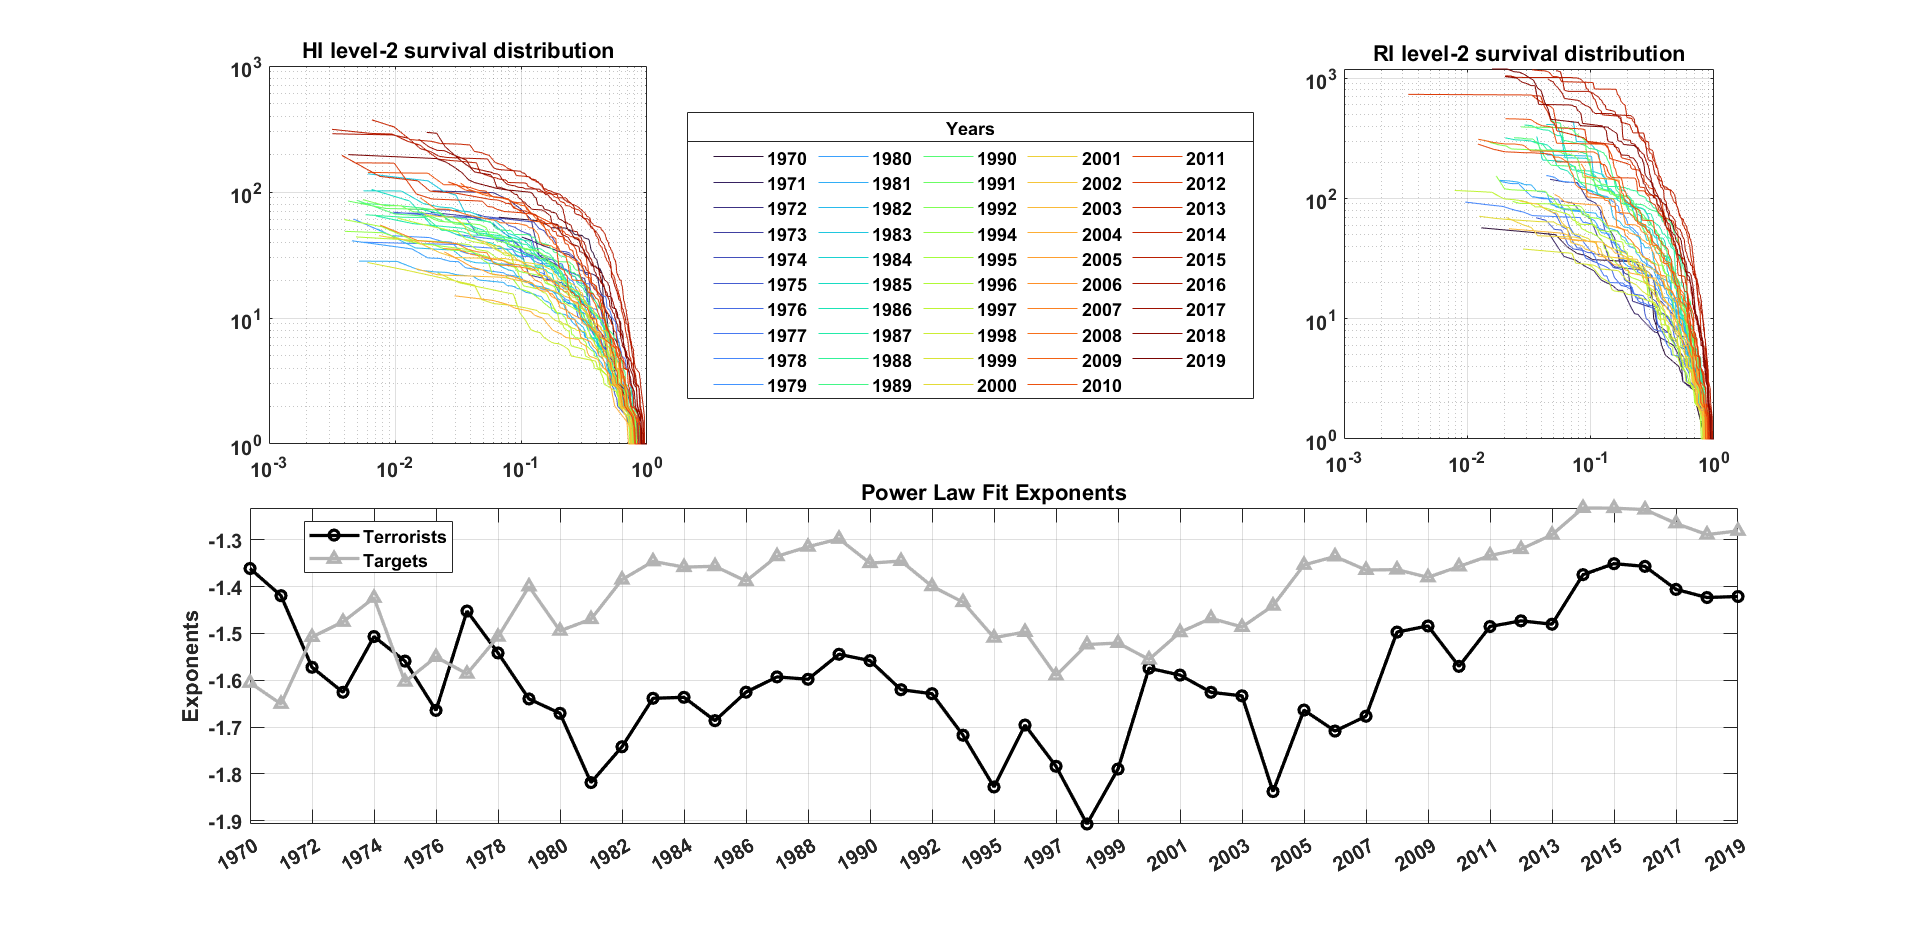 HI level-2 survival distribution
10^3
10^2
10^1
10^0
10^-3 10^-2 10^-1 10^0
Years
1970 1980 1990 2001 2011
1971 1981 1991 2002 2012
1972 1982 1992 2003 2013
1973 1983 1994 2004 2014
1974 1984 1995 2005 2015
1975 1985 1996 2006 2016
1976 1986 1997 2007 2017
1977 1987 1998 2008 2018
1978 1988 1999 2009 2019
1979 1989 2000 2010
RI level-2 survival distribution
10^3
10^2
10^1
10^0
10^-3 10^-2 10^-1 10^0
Power Law Fit Exponents
Terrorists
Targets
Exponents
-1.3
-1.4
-1.5
-1.6
-1.7
-1.8
-1.9
1970 1972 1974 1976 1978 1980 1982 1984 1986 1988 1990 1992 1995 1997 1999 2001 2003 2005 2007 2009 2011 2013 2015 2017 2019